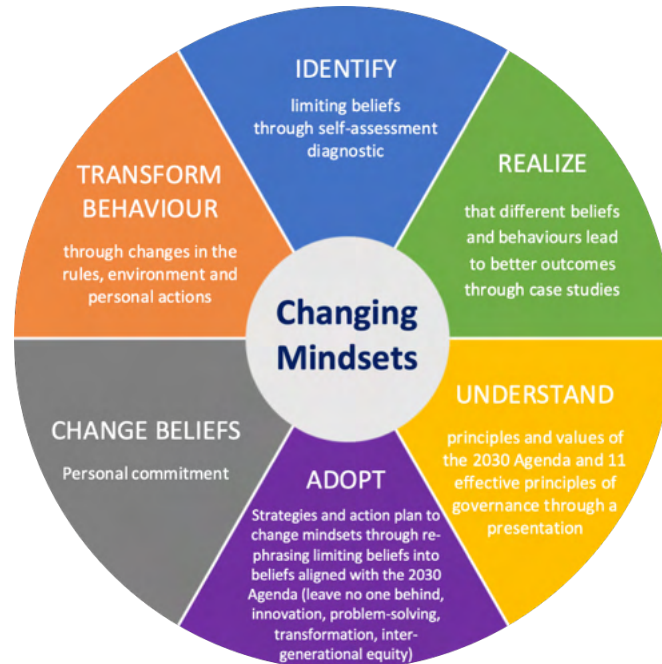 IDENTIFY
limiting beliefs
through self-assessment
diagnostic
REALIZE
that different beliefs
and behaviours lead
to better outcomes
through case studies
UNDERSTAND
principles and values of
the 2030 Agenda and 11
effective principles of
governance through a
presentation
ADOPT
Strategies and action plan to
change mindsets through re-
phrasing limiting beliefs into
beliefs aligned with the 2030
Agenda (leave no one behind,
innovation, problem-solving,
transformation, inter-
generational equity)
CHANGE BELIEFS
Personal commitment
TRANSFORM
BEHAVIOUR
through changes in the
rules, environment and
personal actions
Changing
Mindsets